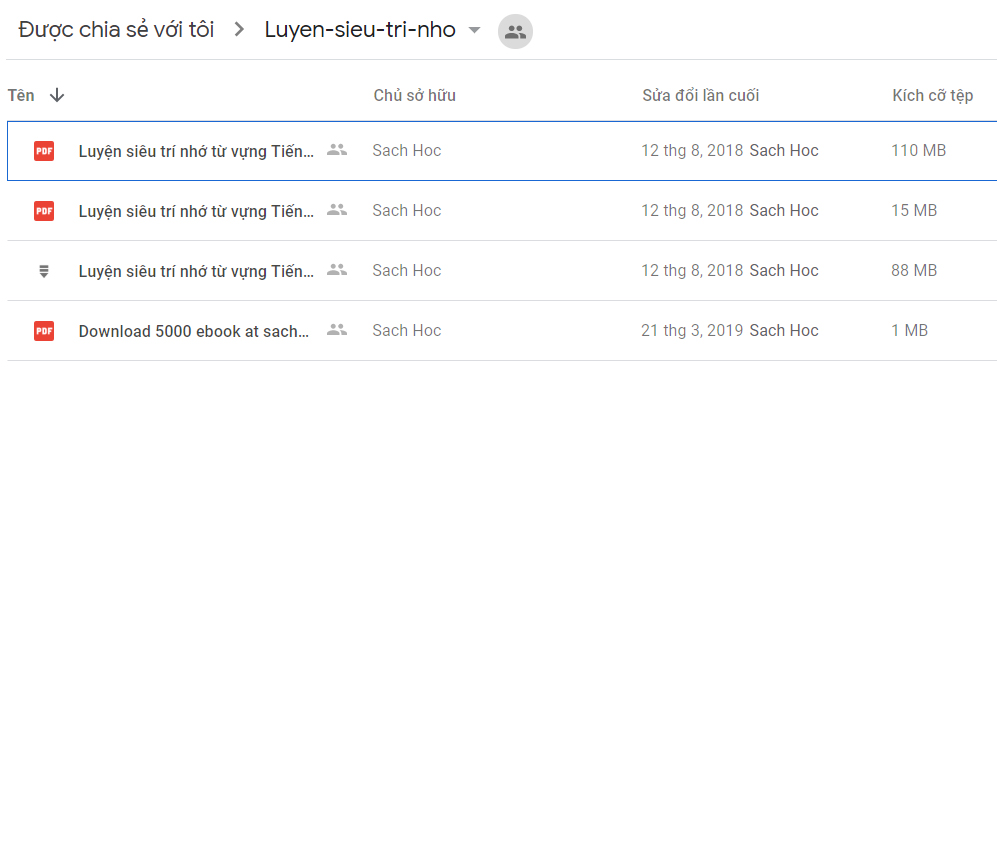 Được chia sẻ với tôi > Luyen-sieu-tri-nho
Tên Chủ sở hữu Sửa đổi lần cuối Kích cỡ tệp
PDF Luyện siêu trí nhớ từ vựng Tiến... Sach Hoc 12 thg 8, 2018 Sach Hoc 110 MB
PDF Luyện siêu trí nhớ từ vựng Tiến... Sach Hoc 12 thg 8, 2018 Sach Hoc 15 MB
Luyện siêu trí nhớ từ vựng Tiến... Sach Hoc 12 thg 8, 2018 Sach Hoc 88 MB
PDF Download 5000 ebook at sach... Sach Hoc 21 thg 3, 2019 Sach Hoc 1 MB